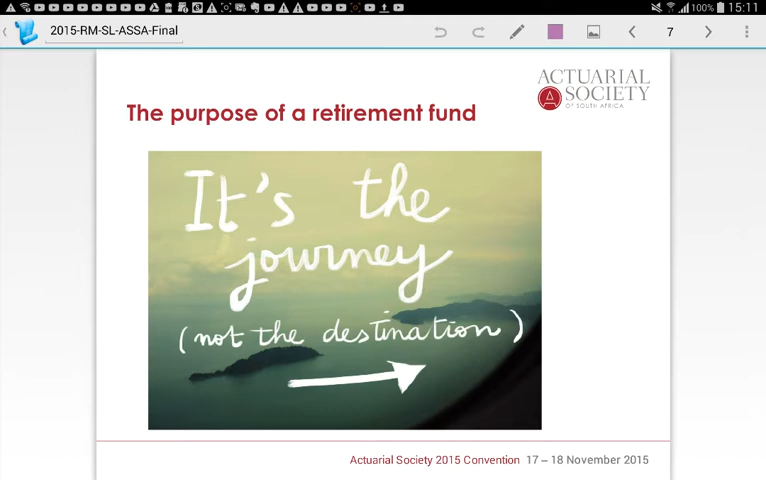 100% 15:11
2015-RM-SL-ASSA-Final
7
ACTUARIAL
SOCIETY
OF SOUTH AFRICA
The purpose of a retirement fund
It's the
journey
(not the destination)
Actuarial Society 2015 Convention 17 – 18 November 2015